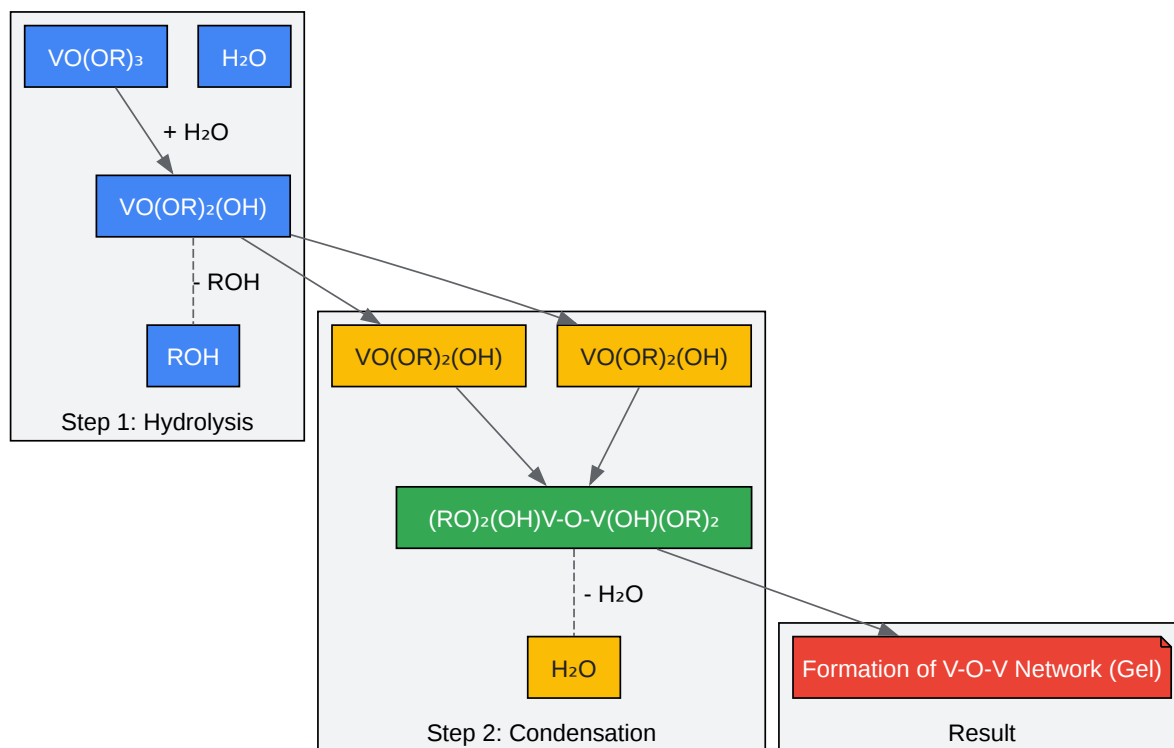 VO(OR)₃
H₂O
+ H₂O
VO(OR)₂(OH)
- ROH
ROH
Step 1: Hydrolysis
VO(OR)₂(OH)
VO(OR)₂(OH)
(RO)₂(OH)V-O-V(OH)(OR)₂
- H₂O
H₂O
Step 2: Condensation
Formation of V-O-V Network (Gel)
Result